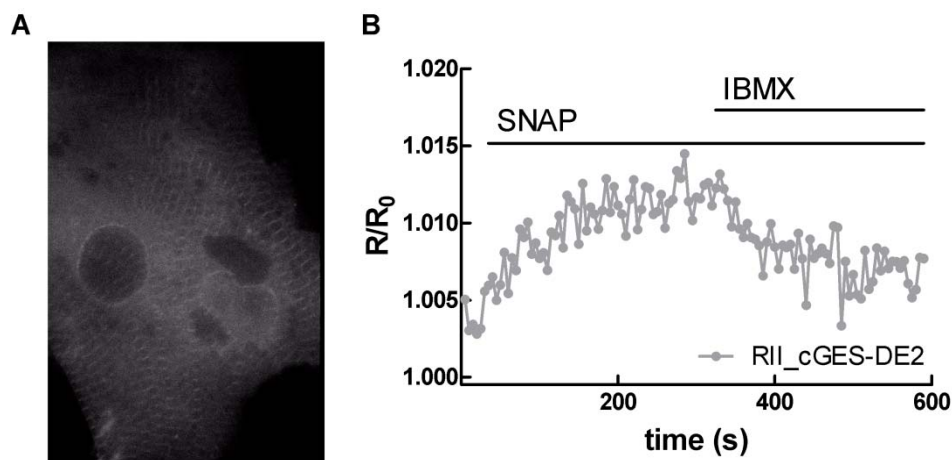 A
B
1.020
IBMX
SNAP
1.015
R/R0
1.010
1.005
RII_cGES-DE2
1.000
200
400
600
time (s)